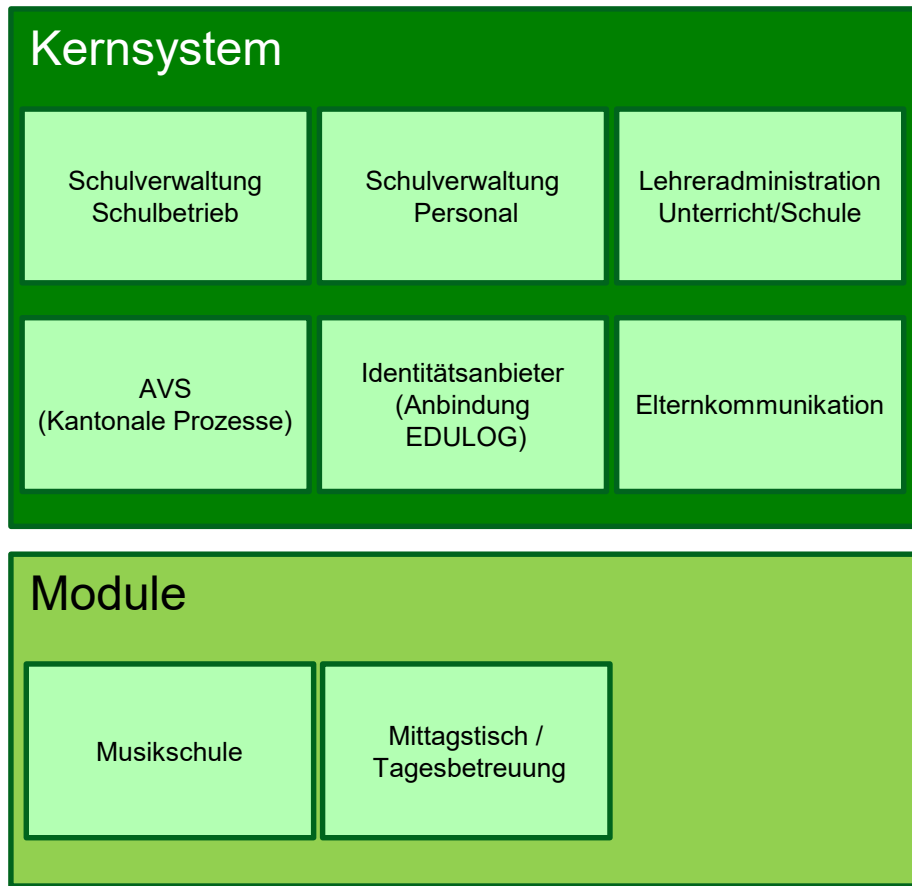 Kernsystem
Schulverwaltung
Schulbetrieb
Schulverwaltung
Personal
Lehreradministration
Unterricht/Schule
AVS
(Kantonale Prozesse)
Identitätsanbieter
(Anbindung
EDULOG)
Elternkommunikation
Module
Musikschule
Mittagstisch /
Tagesbetreuung